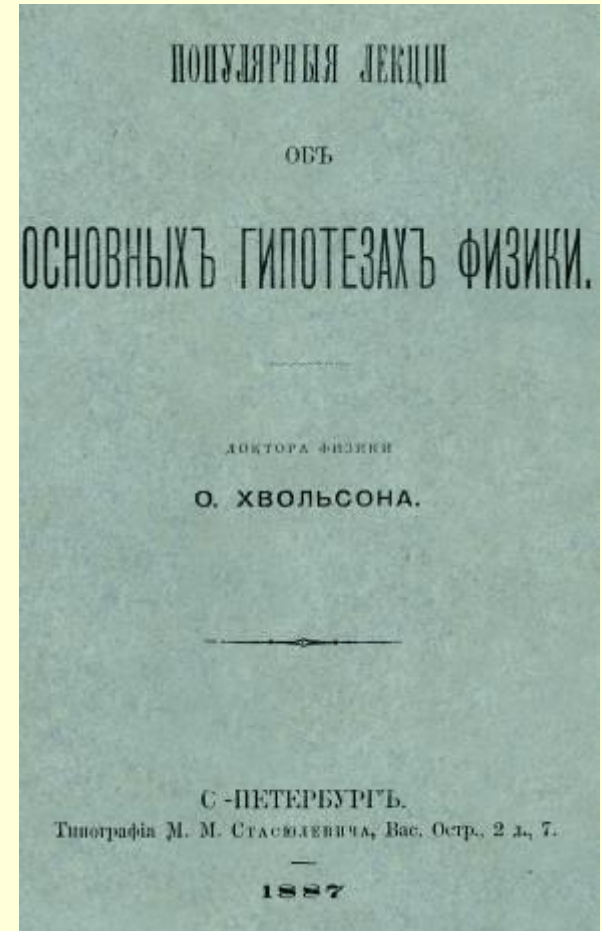 ПОПУЛЯРНЫЯ ЛЕКЦІИ
ОБЪ
ОСНОВНЫХЪ ГИПОТЕЗАХЪ ФИЗИКИ.
ДОКТОРА ФИЗИКИ
О. ХВОЛЬСОНА.
С -ПЕТЕРБУРГЪ.
Типографія М. М. Стасюлевича, Вас. Остр., 2 л., 7.
1887